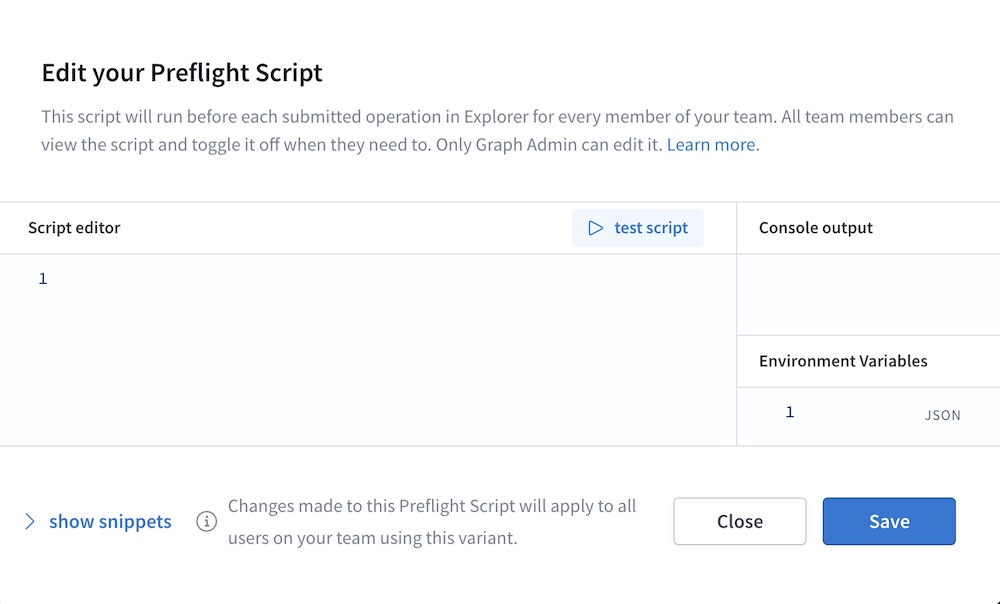 Edit your Preflight Script
This script will run before each submitted operation in Explorer for every member of your team. All team members can
view the script and toggle it off when they need to. Only Graph Admin can edit it. Learn more.
Script editor
test script
Console output
1
Environment Variables
1
JSON
show snippets
Changes made to this Preflight Script will apply to all
users on your team using this variant.
Close
Save